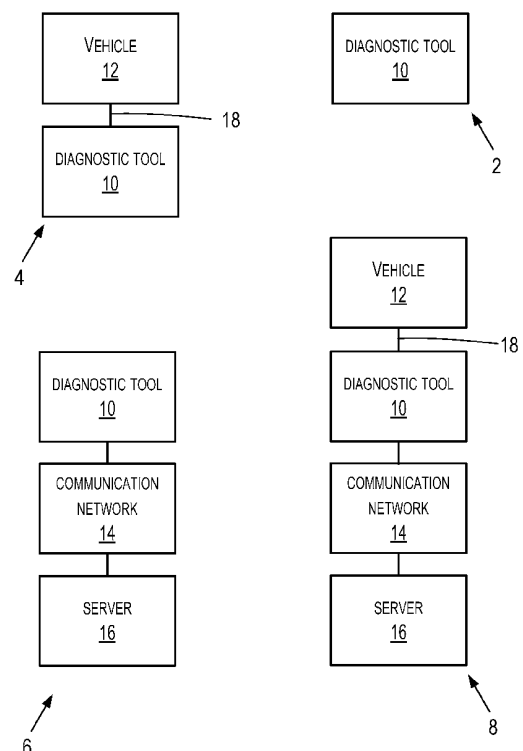 VEHICLE
12
18
DIAGNOSTIC TOOL
10
4
DIAGNOSTIC TOOL
10
2
DIAGNOSTIC TOOL
10
COMMUNICATION
NETWORK
14
SERVER
16
6
VEHICLE
12
18
DIAGNOSTIC TOOL
10
COMMUNICATION
NETWORK
14
SERVER
16
8